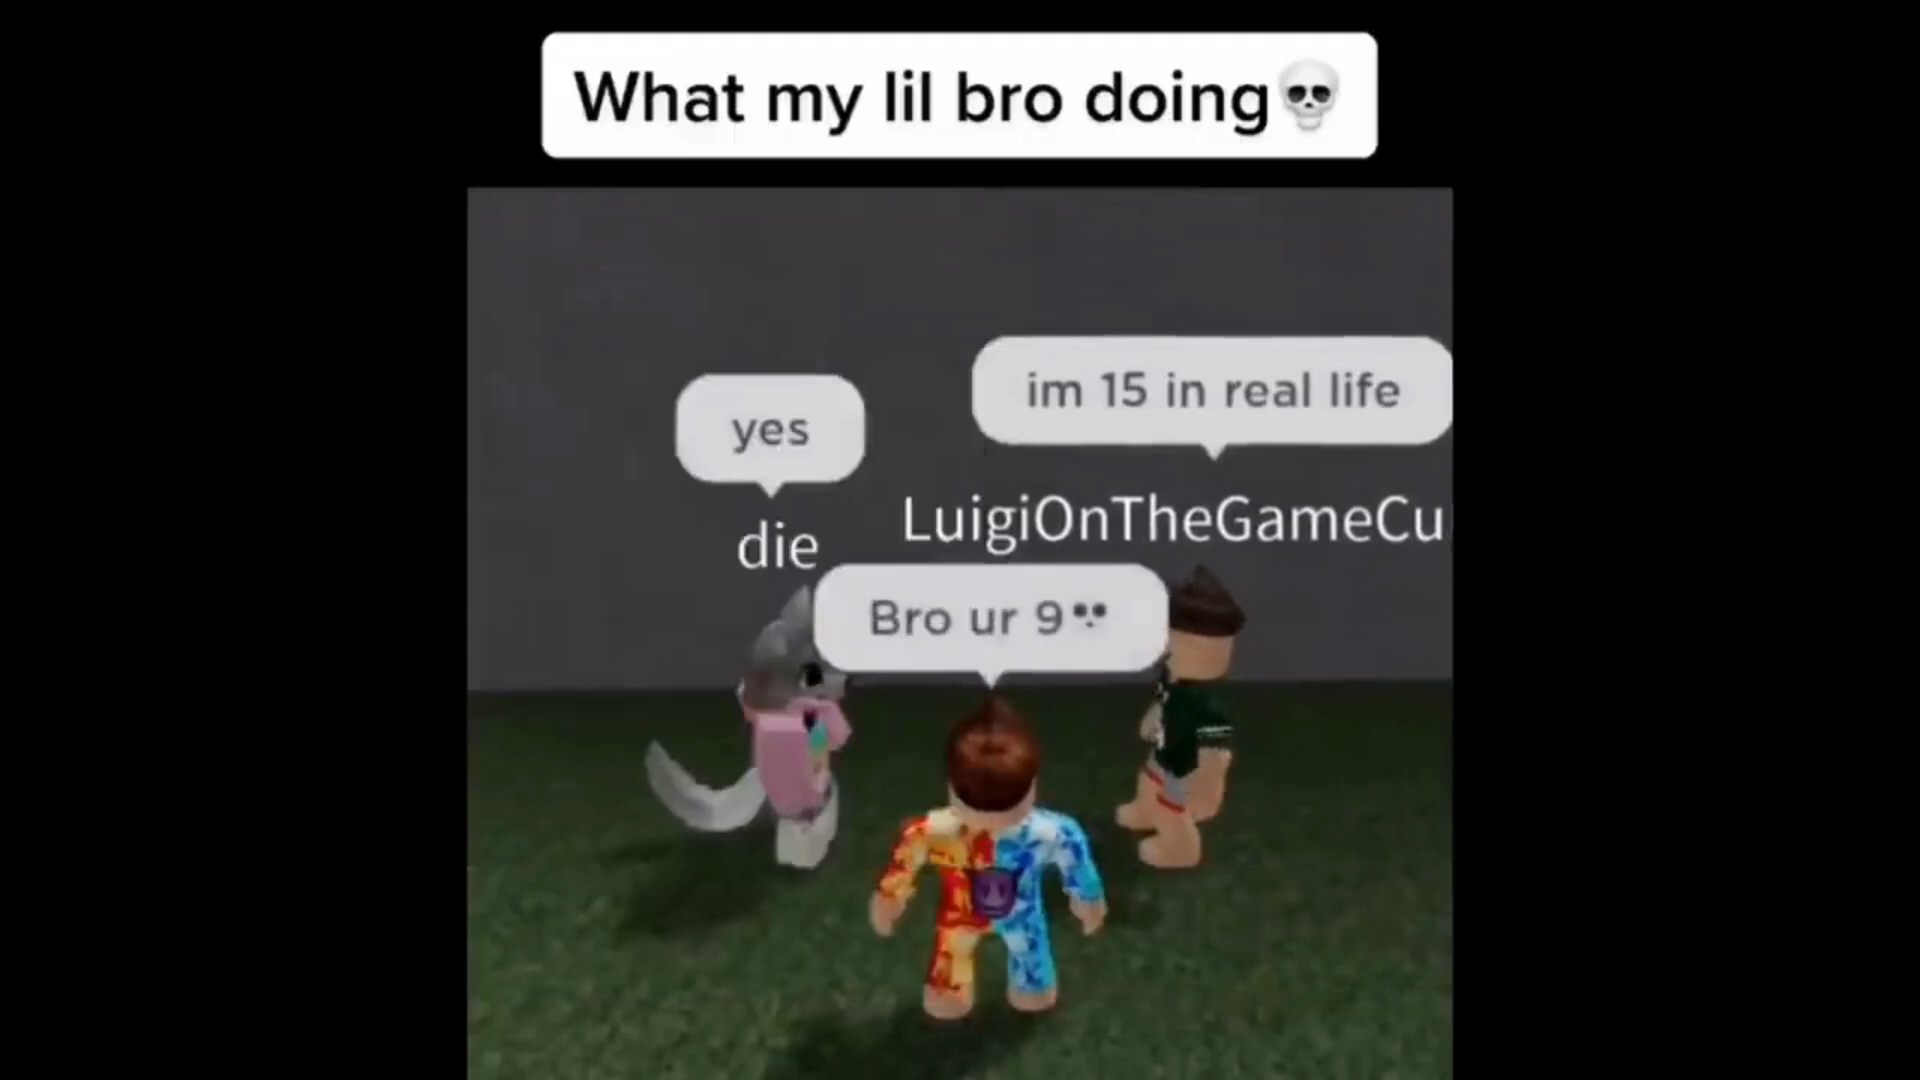 What my lil bro doing💀
im 15 in real life
yes
LuigiOnTheGameCu
die
Bro ur 9💀